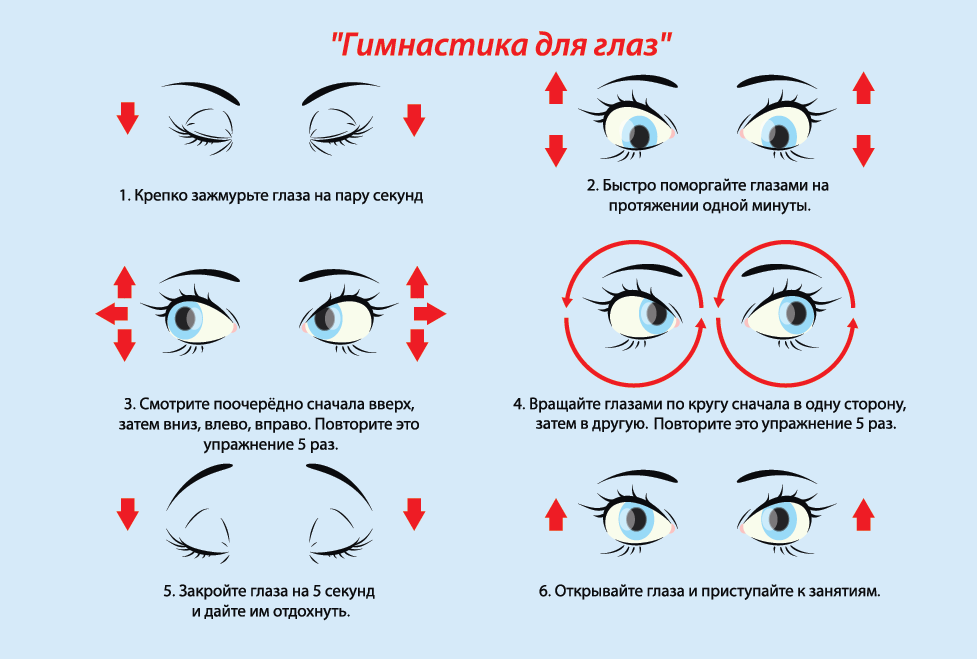 "Гимнастика для глаз"
1. Крепко зажмурьте глаза на пару секунд
2. Быстро поморгайте глазами на
протяжении одной минуты.
3. Смотрите поочерёдно сначала вверх,
затем вниз, влево, вправо. Повторите это
упражнение 5 раз.
4. Вращайте глазами по кругу сначала в одну сторону,
затем в другую. Повторите это упражнение 5 раз.
5. Закройте глаза на 5 секунд
и дайте им отдохнуть.
6. Открывайте глаза и приступайте к занятиям.